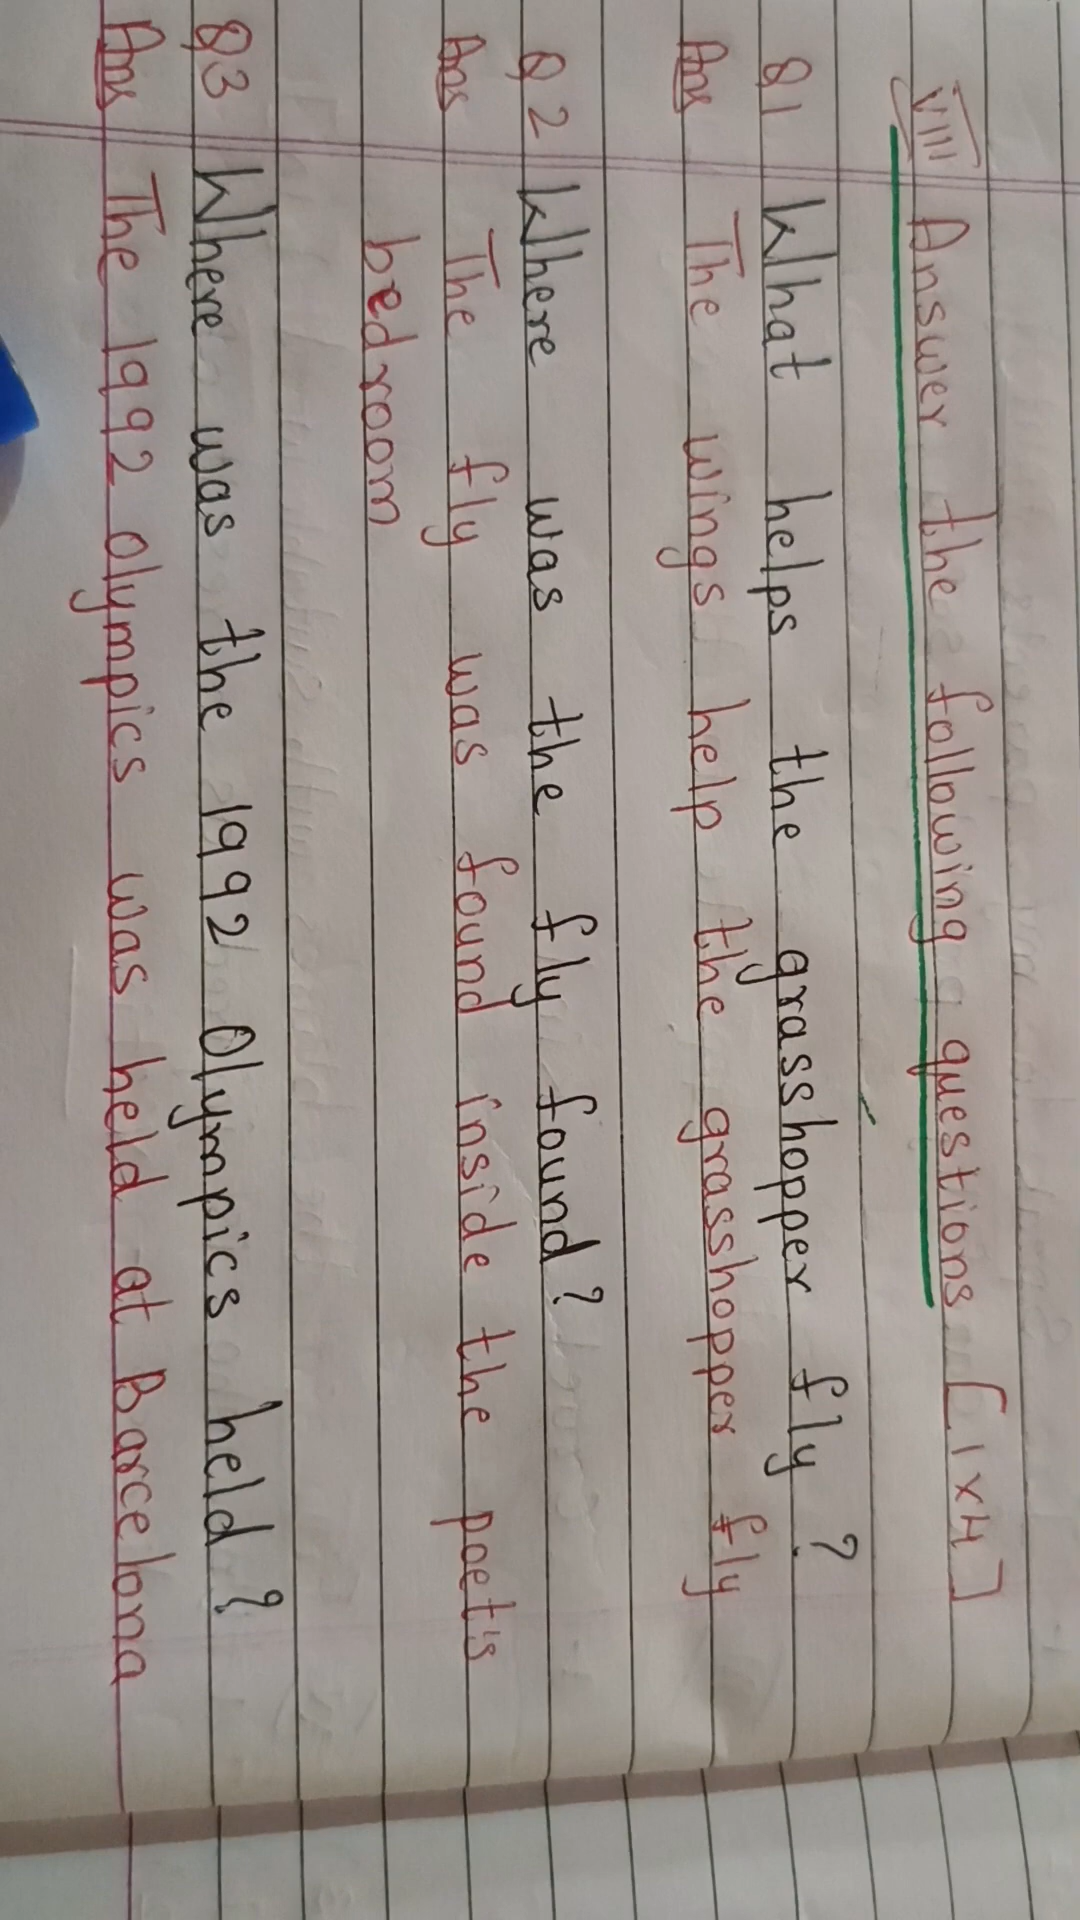 VIII Answer the following questions [1x4]
Q1 What helps the grasshopper fly ?
Ans The wings help the grasshopper fly
Q2 Where was the fly found ?
Ans The fly was found inside the poet's
bedroom
Q3 Where was the 1992 Olympics held ?
Ans The 1992 Olympics was held at Barcelona